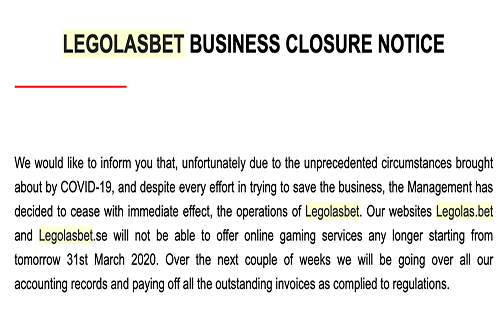 LEGOLASBET BUSINESS CLOSURE NOTICE
We would like to inform you that, unfortunately due to the unprecedented circumstances brought
about by COVID-19, and despite every effort in trying to save the business, the Management has
decided to cease with immediate effect, the operations of Legolasbet. Our websites Legolas.bet
and Legolasbet.se will not be able to offer online gaming services any longer starting from
tomorrow 31st March 2020. Over the next couple of weeks we will be going over all our
accounting records and paying off all the outstanding invoices as complied to regulations.